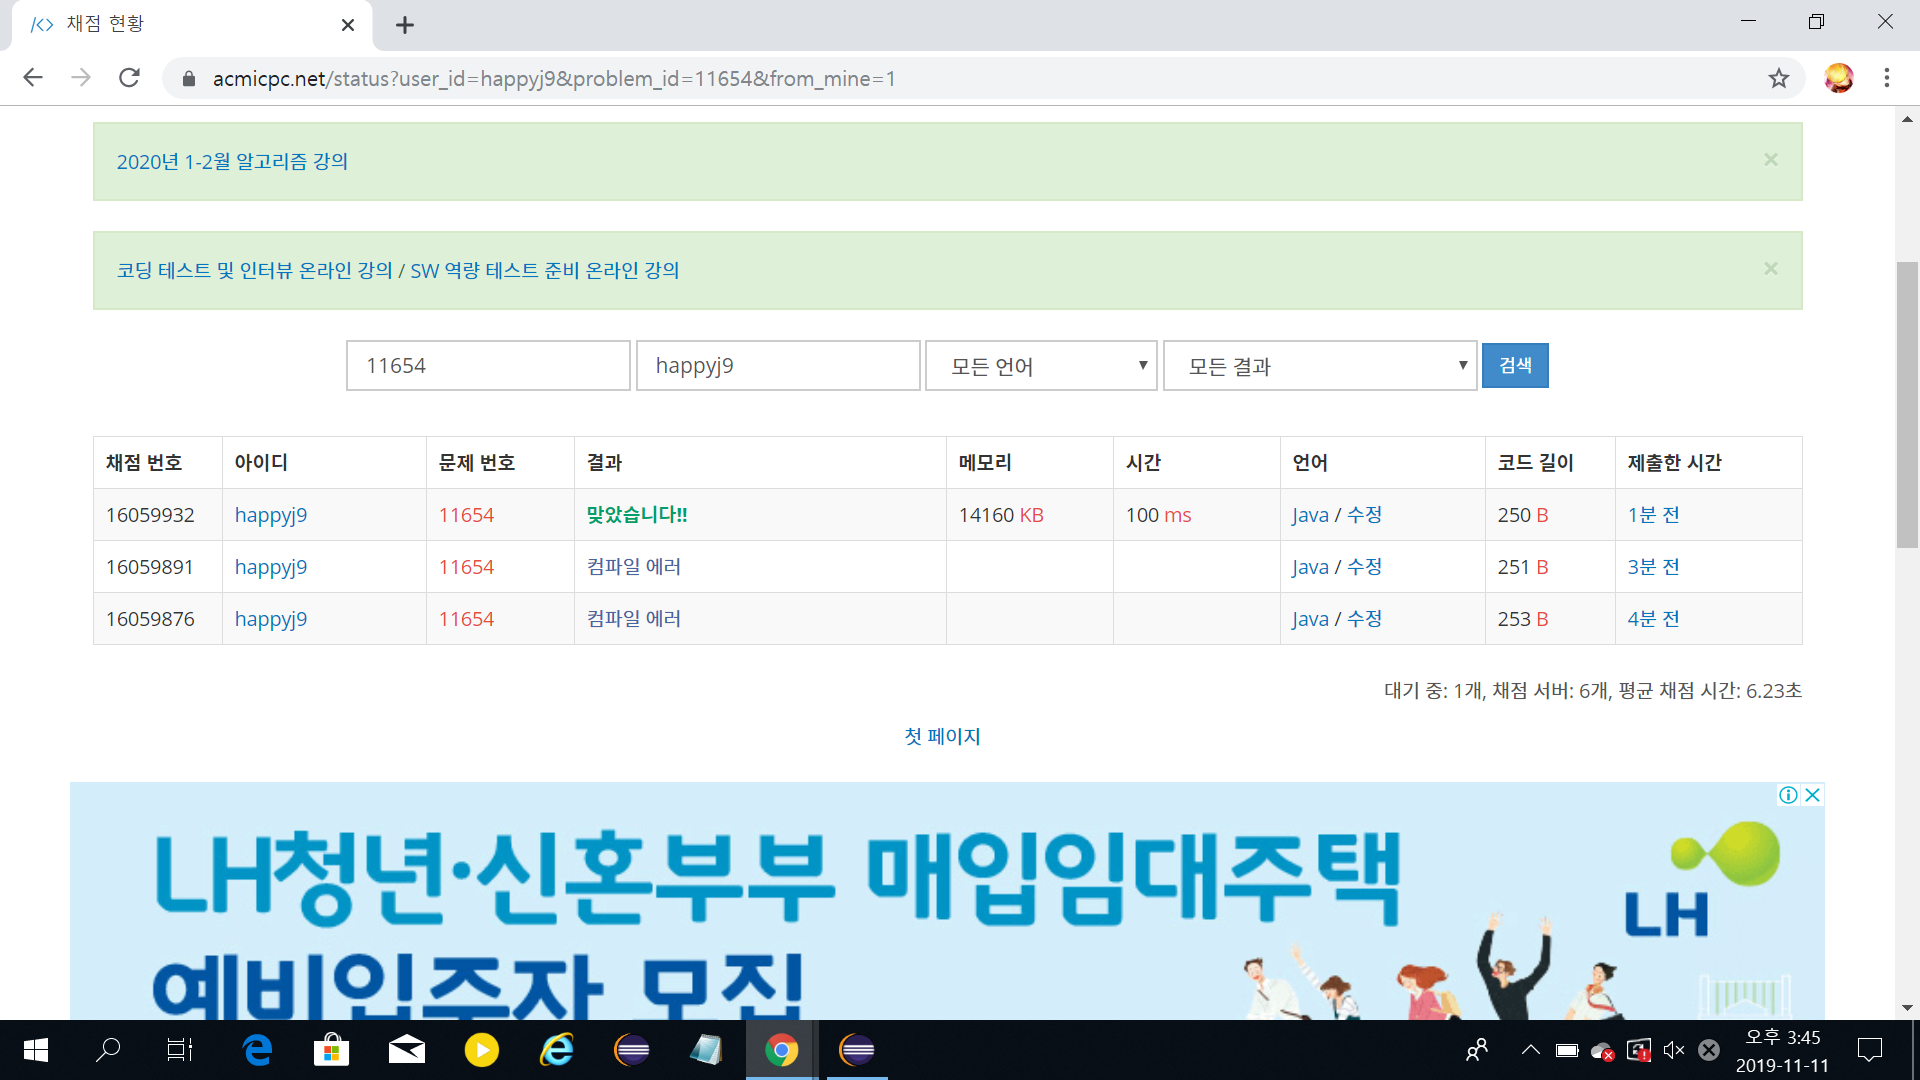 채점 현황
acmicpc.net/status?user_id=happyj9&problem_id=11654&from_mine=1
2020년 1-2월 알고리즘 강의
×
코딩 테스트 및 인터뷰 온라인 강의 / SW 역량 테스트 준비 온라인 강의
×
11654 happyj9 모든 언어 모든 결과 검색
채점 번호 아이디 문제 번호 결과 메모리 시간 언어 코드 길이 제출한 시간
16059932 happyj9 11654 맞았습니다!! 14160 KB 100 ms Java / 수정 250 B 1분 전
16059891 happyj9 11654 컴파일 에러 Java / 수정 251 B 3분 전
16059876 happyj9 11654 컴파일 에러 Java / 수정 253 B 4분 전
대기 중: 1개, 채점 서버: 6개, 평균 채점 시간: 6.23초
첫 페이지
LH청년·신혼부부 매입임대주택
LH
예비입주자 모집
오후 3:45
2019-11-11